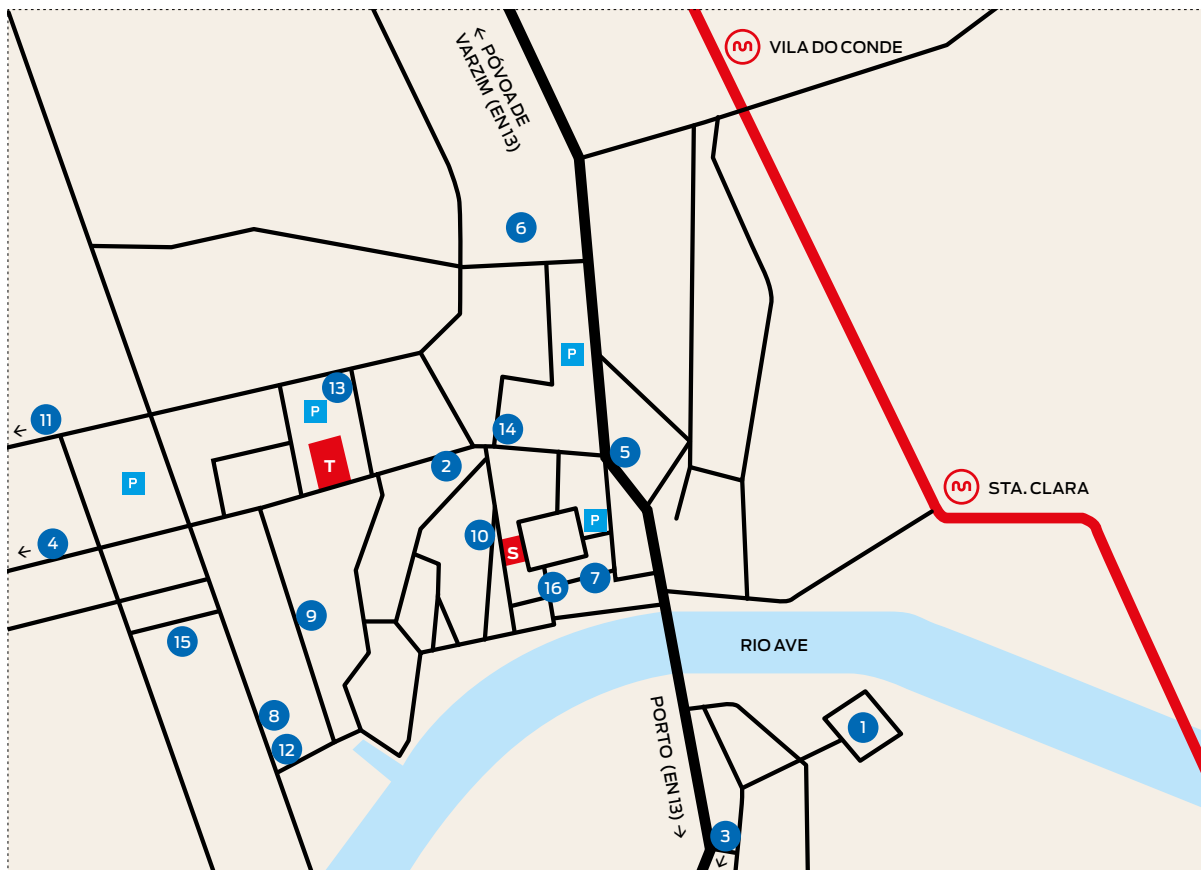 VILA DO CONDE
← PÓVOA DE
VARZIM (EN13)
6
P
13
P
11
14
5
2
T
P
STA. CLARA
10
P
4
S
7
16
9
15
RIO AVE
8
12
1
PORTO (EN13) →
3